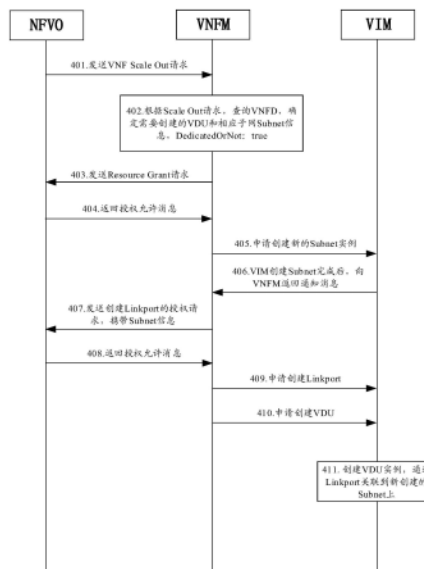 NFVO
VNFM
VIM
401.发送VNF Scale Out请求
402.根据Scale Out请求，查的VNFD，确
定需要创建的VDU和相应子网Subnet信
息，DedicatedOrNot：true
403.发送Resource Grant请求
404.返回授权允许消息
405.申请创建新的Subnet实例
406.VIM创建Subnet完成后，向
VNFM返回通知消息
407.发送创建Linkport的授权请
求，携带Subnet信息
408.返回授权允许消息
409.申请创建Linkport
410.申请创建VDU
411. 创建VDU实例，通过
Linkport关联到新创建的
Subnet上